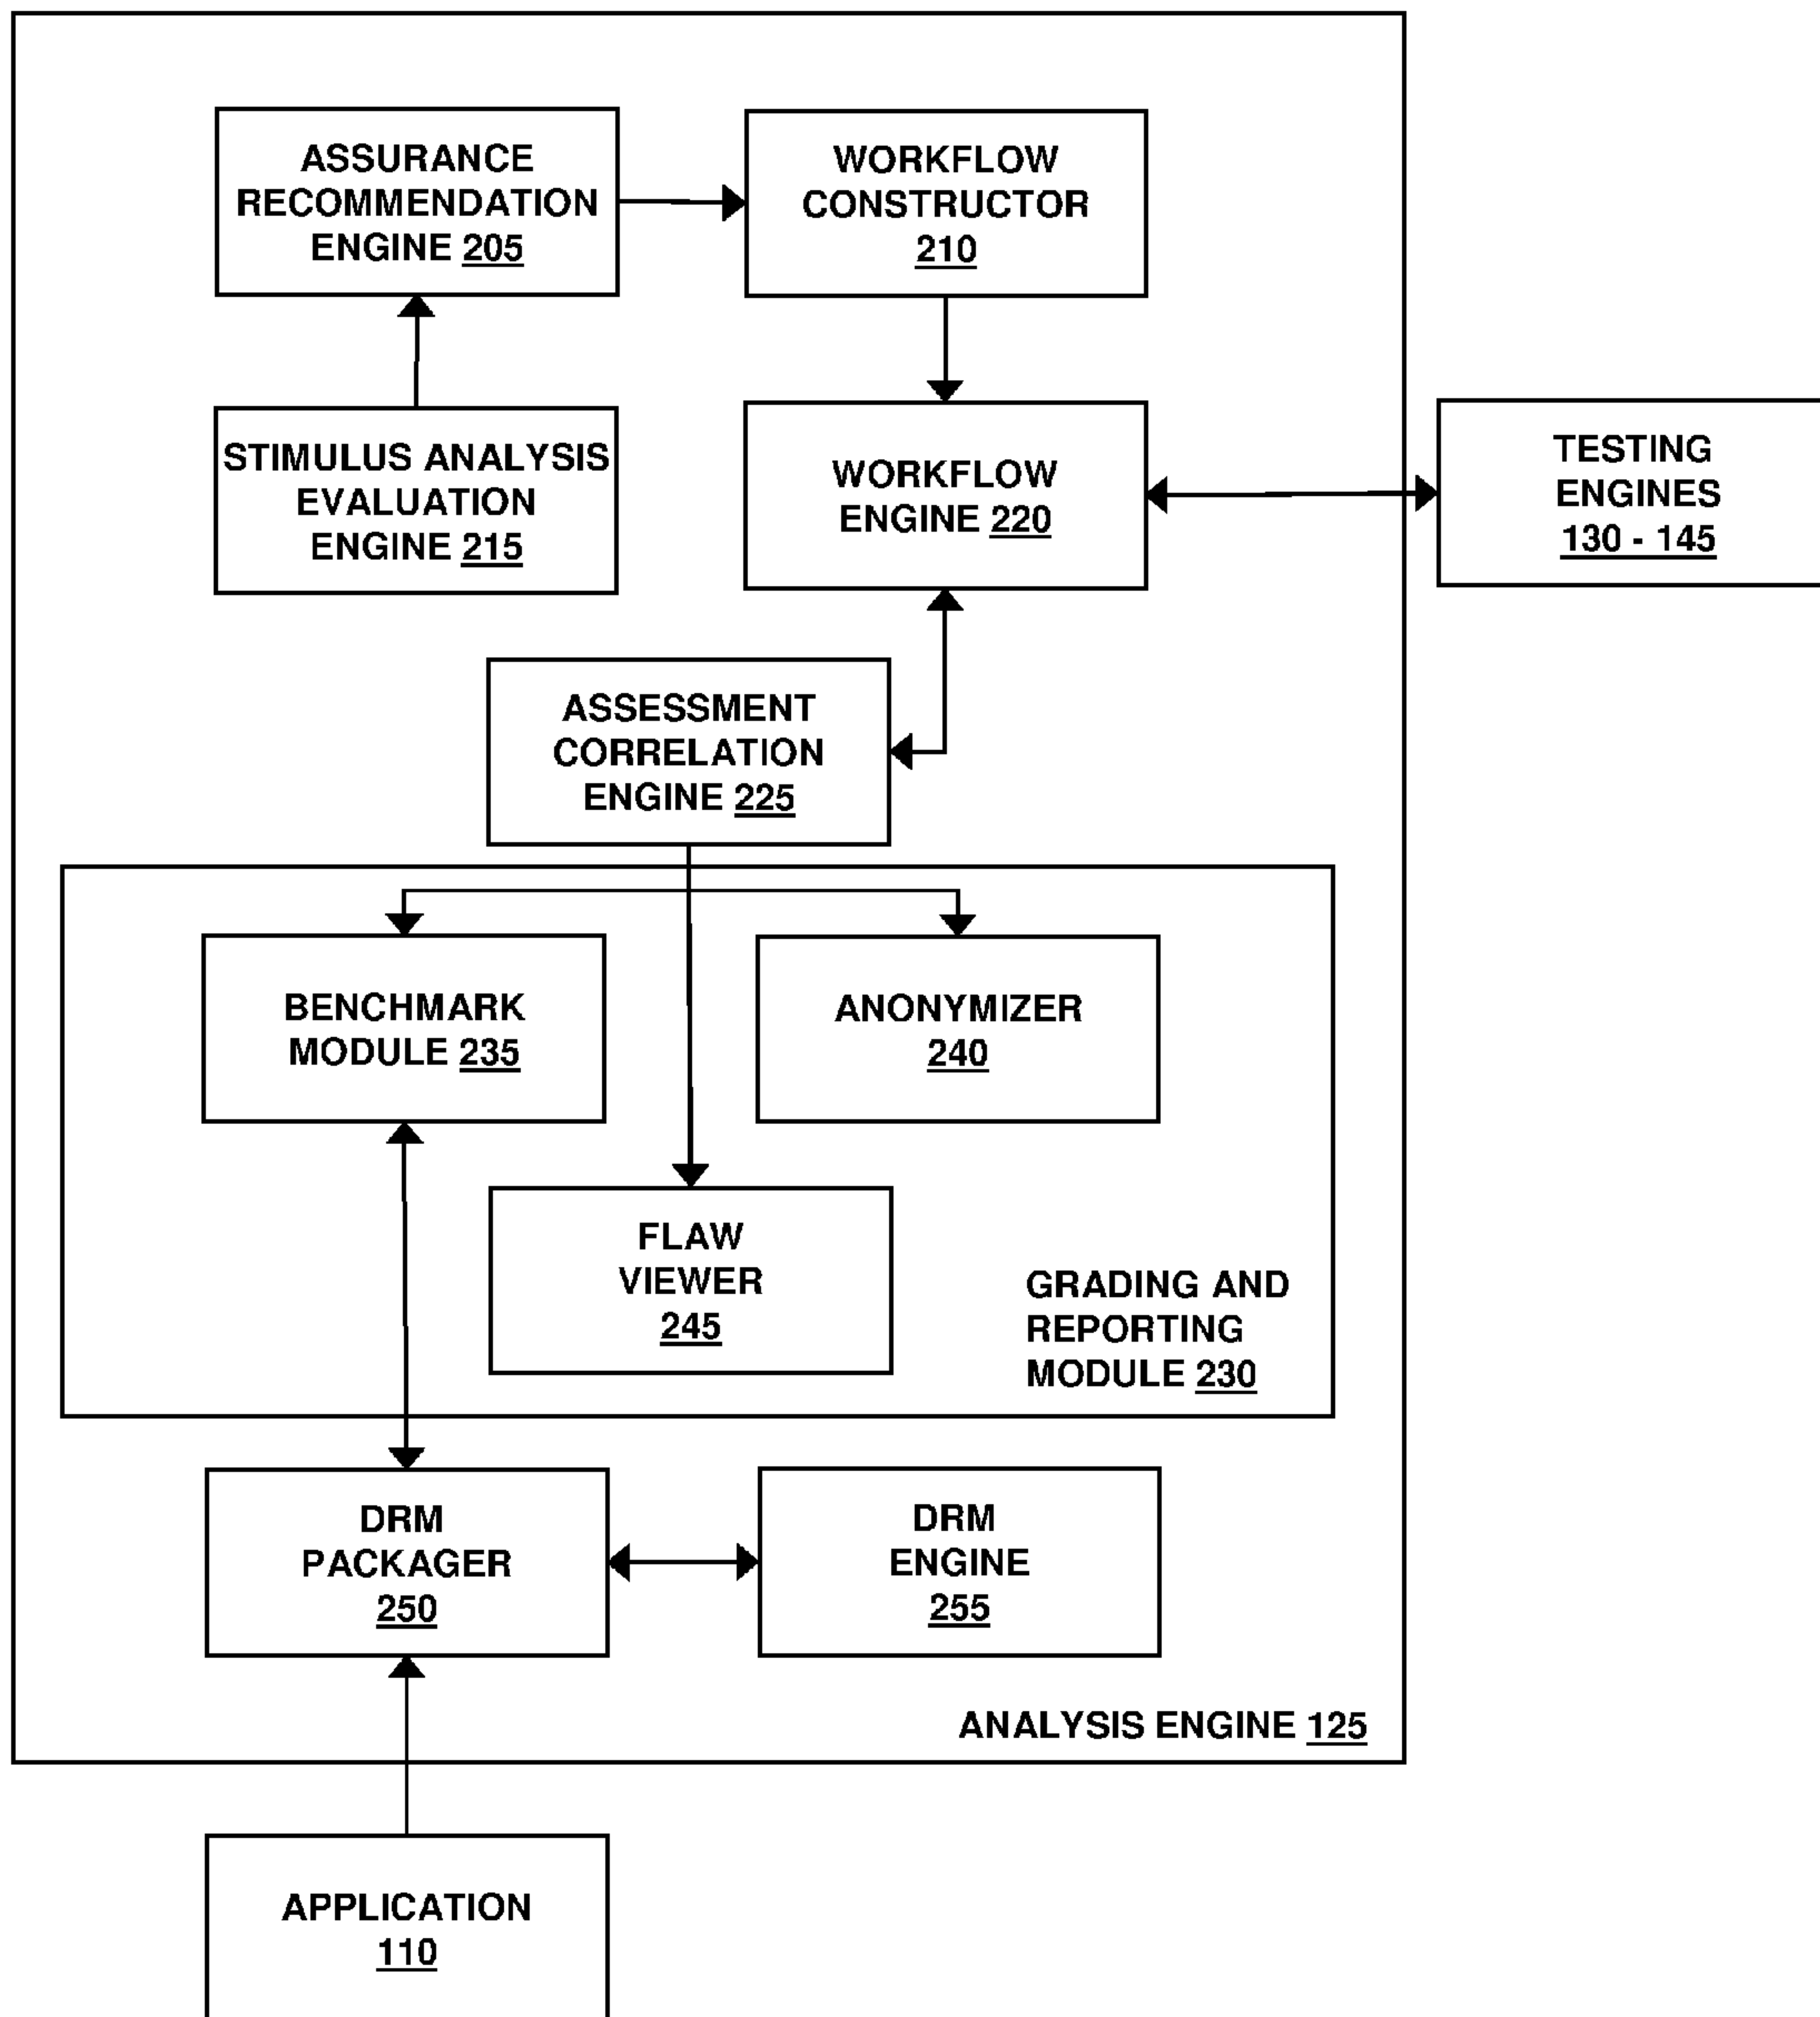 ASSURANCE
RECOMMENDATION
ENGINE 205
WORKFLOW
CONSTRUCTOR
210
STIMULUS ANALYSIS
EVALUATION
ENGINE 215
WORKFLOW
ENGINE 220
TESTING
ENGINES
130 - 145
ASSESSMENT
CORRELATION
ENGINE 225
BENCHMARK
MODULE 235
ANONYMIZER
240
FLAW
VIEWER
245
GRADING AND
REPORTING
MODULE 230
DRM
PACKAGER
250
DRM
ENGINE
255
ANALYSIS ENGINE 125
APPLICATION
110